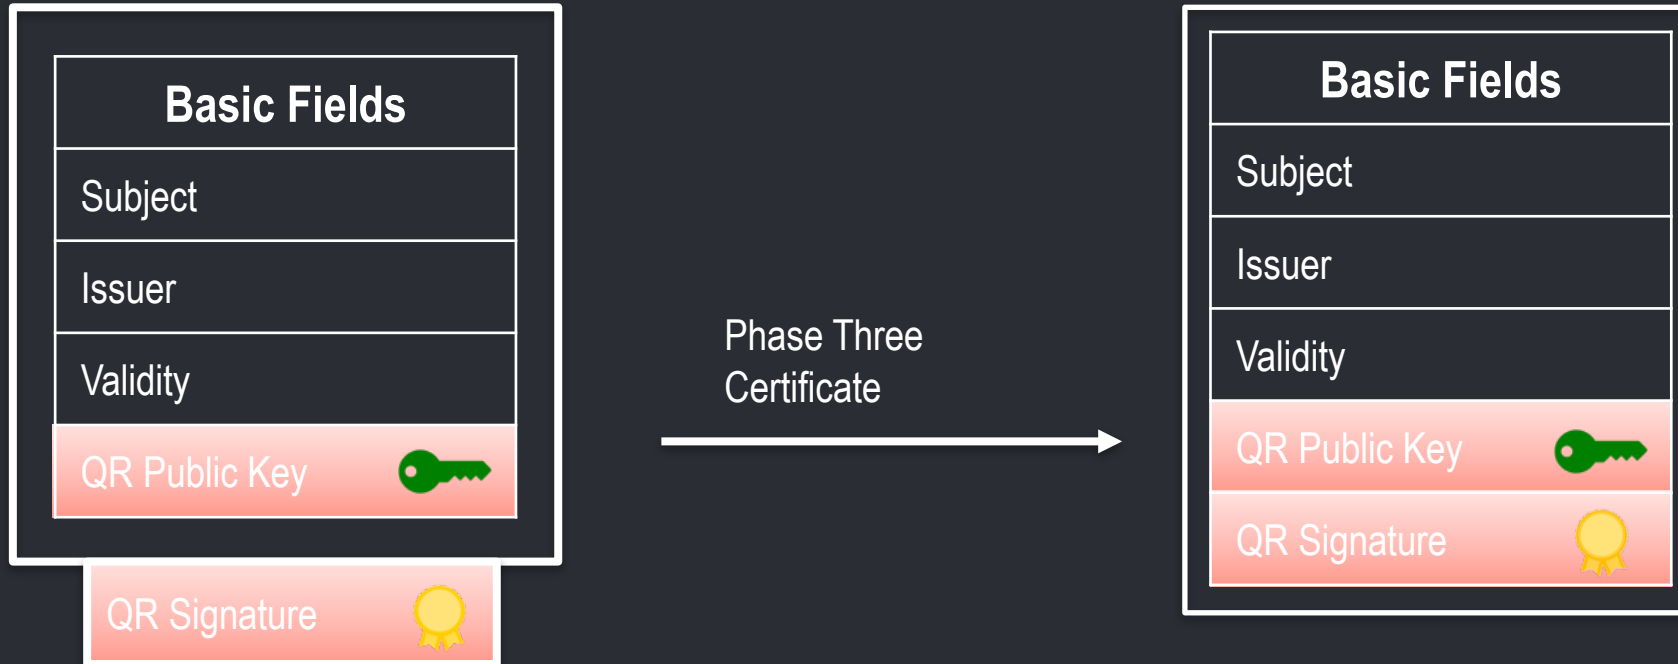 Basic Fields
Subject
Issuer
Validity
QR Public Key
QR Signature
Phase Three
Certificate
Basic Fields
Subject
Issuer
Validity
QR Public Key
QR Signature